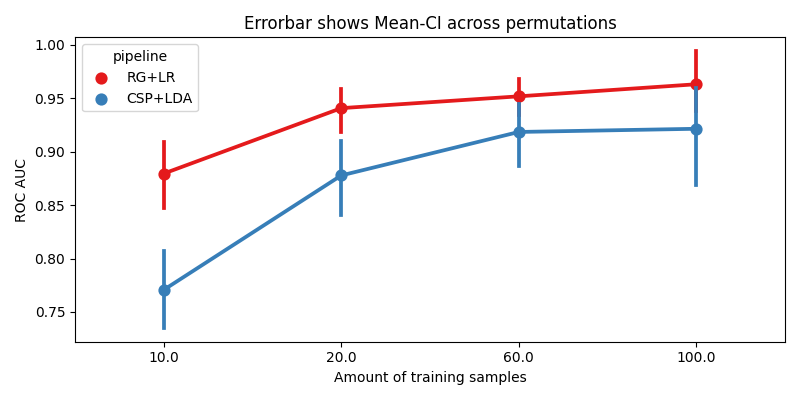 Errorbar shows Mean-CI across permutations
pipeline
RG+LR
CSP+LDA
ROC AUC
1.00
0.95
0.90
0.85
0.80
0.75
10.0 20.0 60.0 100.0
Amount of training samples